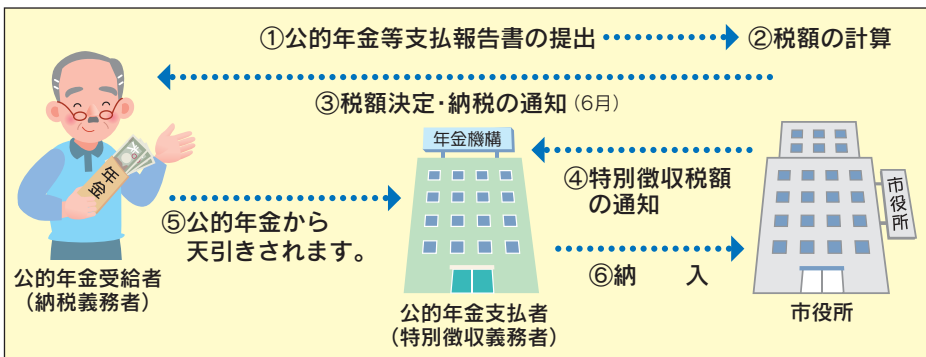 ①公的年金等支払報告書の提出
②税額の計算
③税額決定・納税の通知（6月）
年金機構
④特別徴収税額
の通知
市役所
年金
⑤公的年金から
天引きされます。
⑥納　　入
公的年金受給者
（納税義務者）
公的年金支払者
（特別徴収義務者）
市役所